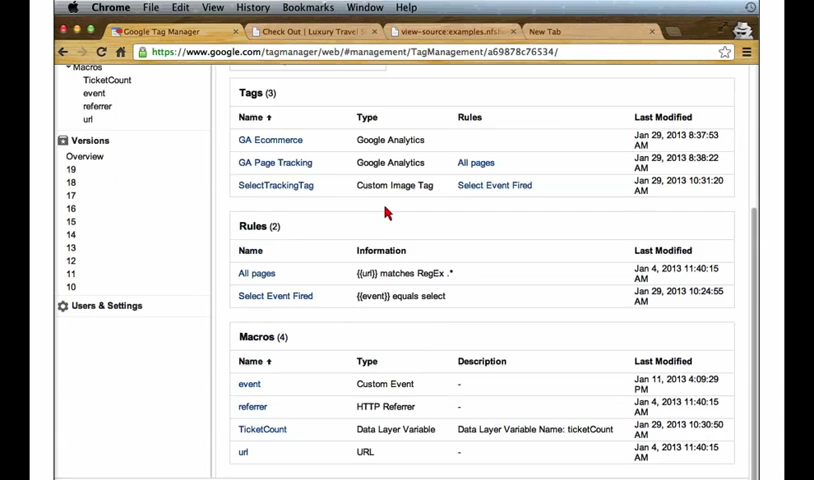 Chrome File Edit View History Bookmarks Window Help
Google Tag Manager
Check Out | Luxury Travel
view-source:examples.nfsh
New Tab
https://www.google.com/tagmanager/web/#management/TagManagement/a69878c76534/
Macros
TicketCount
event
referrer
url
Versions
Overview
19
18
17
16
15
14
13
12
11
10
Users & Settings
Tags (3)
Name Type Rules Last Modified
GA Ecommerce Google Analytics Jan 29, 2013 8:37:53 AM
GA Page Tracking Google Analytics All pages Jan 29, 2013 8:38:22 AM
SelectTrackingTag Custom Image Tag Select Event Fired Jan 29, 2013 10:31:20 AM
Rules (2)
Name Information Last Modified
All pages {{url}} matches RegEx .* Jan 4, 2013 11:40:15 AM
Select Event Fired {{event}} equals select Jan 29, 2013 10:24:55 AM
Macros (4)
Name Type Description Last Modified
event Custom Event - Jan 11, 2013 4:09:29 PM
referrer HTTP Referrer - Jan 4, 2013 11:40:15 AM
TicketCount Data Layer Variable Data Layer Variable Name: ticketCount Jan 29, 2013 10:30:50 AM
url URL - Jan 4, 2013 11:40:15 AM